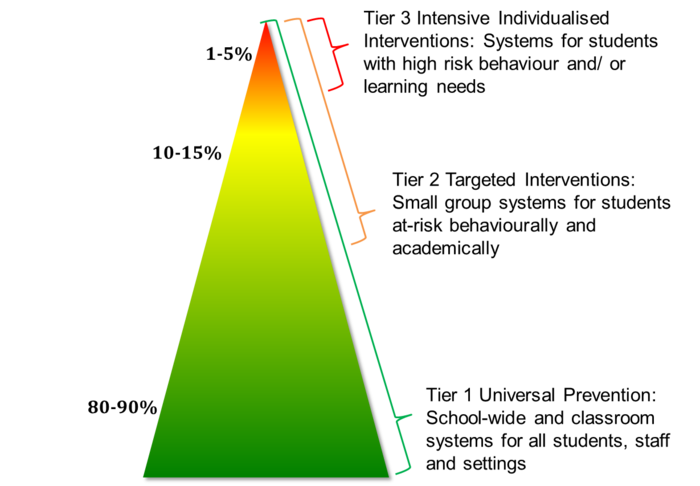 1-5%
Tier 3 Intensive Individualised
Interventions: Systems for students
with high risk behaviour and/ or
learning needs
10-15%
Tier 2 Targeted Interventions:
Small group systems for students
at-risk behaviourally and
academically
80-90%
Tier 1 Universal Prevention:
School-wide and classroom
systems for all students, staff
and settings